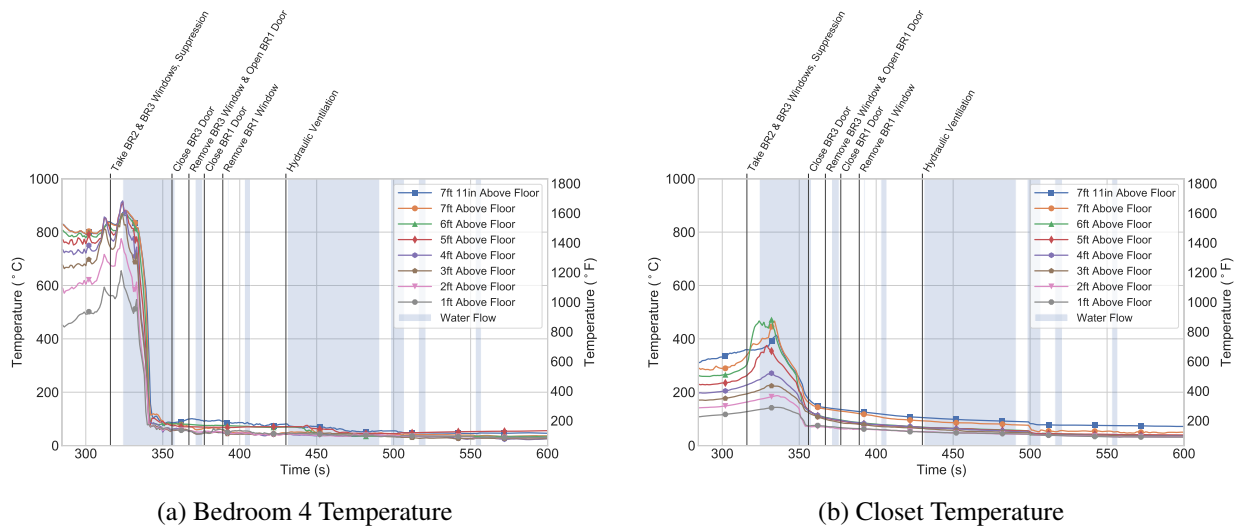 Take BR2 & BR3 Windows, Suppression
Close BR3 Door
Remove BR3 Window & Open BR1 Door
Close BR1 Door
Remove BR1 Window
Hydraulic Ventilation
1000
800
600
400
200
0
Temperature (°C)
1800
1600
1400
1200
1000
800
600
400
200
Temperature (°F)
7ft 11in Above Floor
7ft Above Floor
6ft Above Floor
5ft Above Floor
4ft Above Floor
3ft Above Floor
2ft Above Floor
1ft Above Floor
Water Flow
300 350 400 450 500 550 600
Time (s)
(a) Bedroom 4 Temperature
Take BR2 & BR3 Windows, Suppression
Close BR3 Door
Remove BR3 Window & Open BR1 Door
Close BR1 Door
Remove BR1 Window
Hydraulic Ventilation
1000
800
600
400
200
0
Temperature (°C)
1800
1600
1400
1200
1000
800
600
400
200
Temperature (°F)
7ft 11in Above Floor
7ft Above Floor
6ft Above Floor
5ft Above Floor
4ft Above Floor
3ft Above Floor
2ft Above Floor
1ft Above Floor
Water Flow
300 350 400 450 500 550 600
Time (s)
(b) Closet Temperature